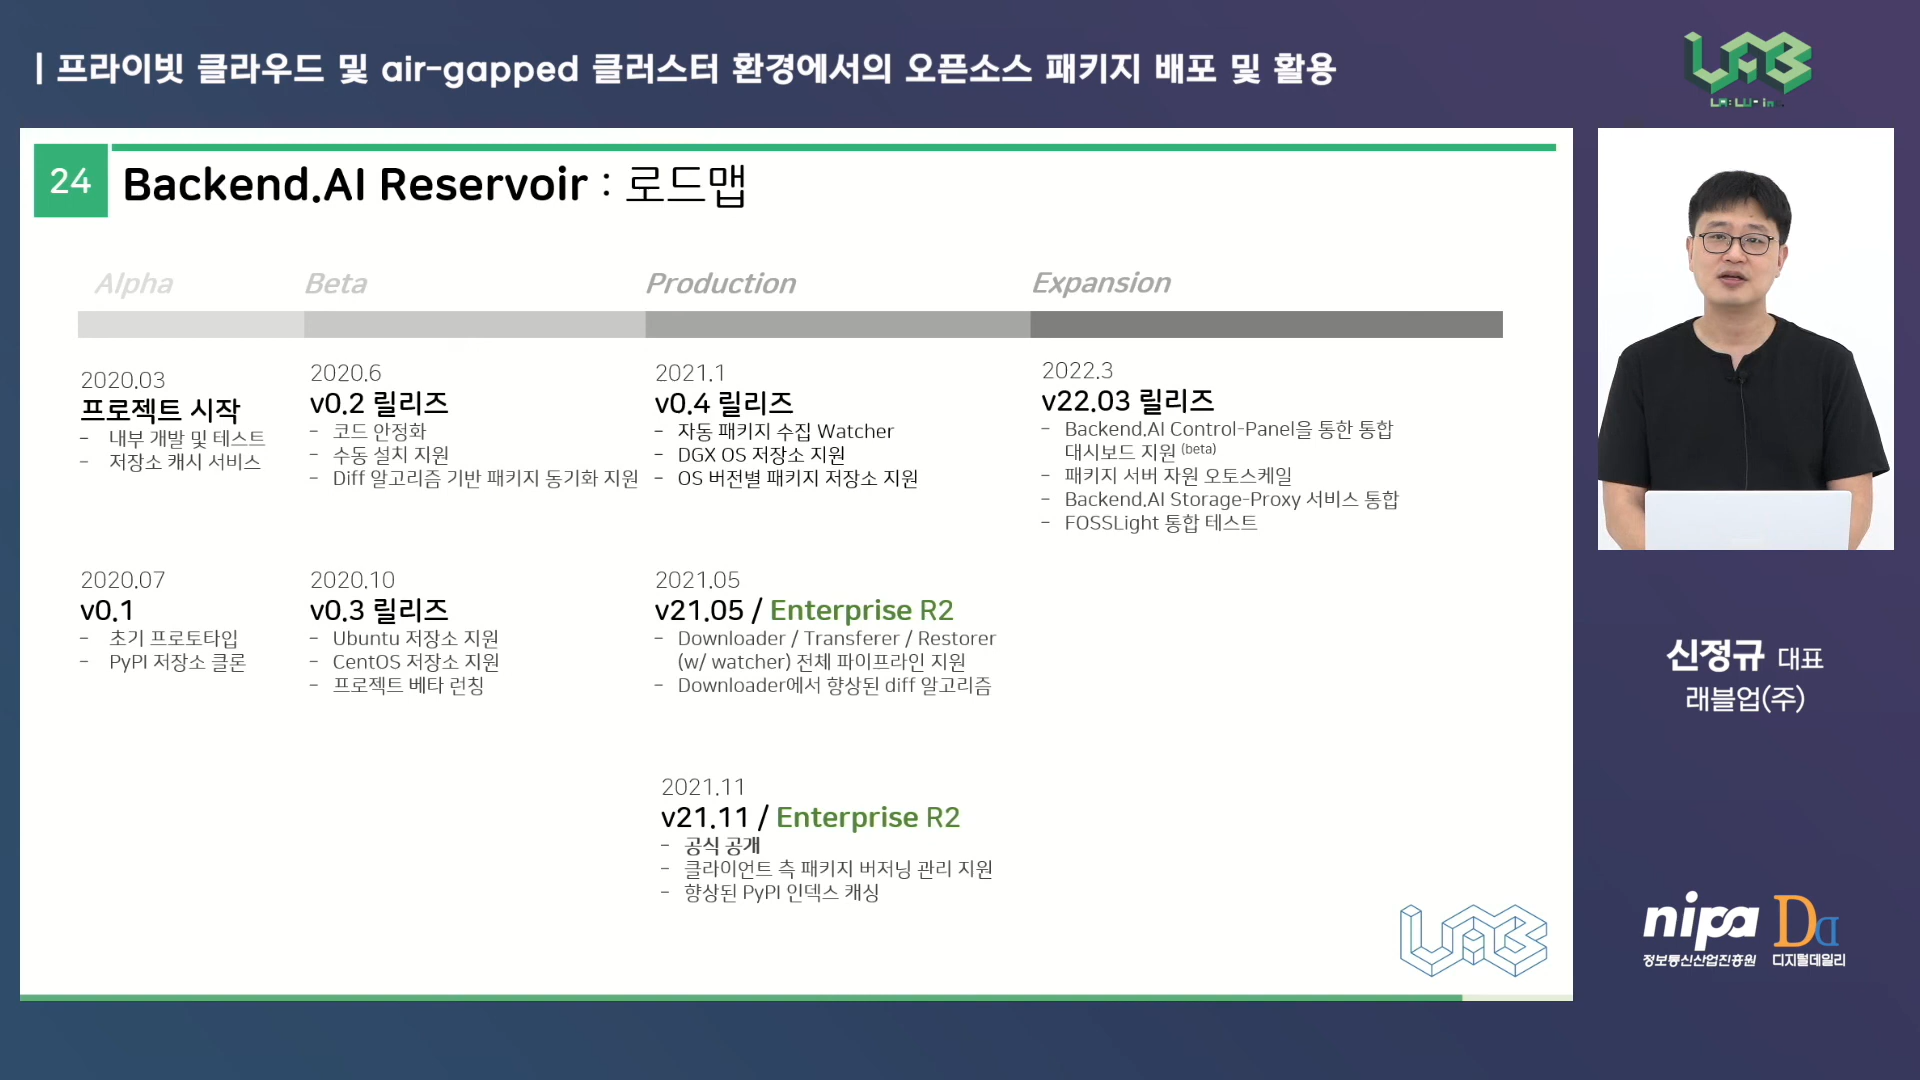 | 프라이빗 클라우드 및 air-gapped 클러스터 환경에서의 오픈소스 패키지 배포 및 활용
24
Backend.AI Reservoir : 로드맵
Alpha
Beta
Production
Expansion
2020.03
프로젝트 시작
- 내부 개발 및 테스트
- 저장소 캐시 서비스
2020.07
v0.1
- 초기 프로토타입
- PyPI 저장소 클론
2020.6
v0.2 릴리즈
- 코드 안정화
- 수동 설치 지원
- Diff 알고리즘 기반 패키지 동기화 지원
2020.10
v0.3 릴리즈
- Ubuntu 저장소 지원
- CentOS 저장소 지원
- 프로젝트 베타 런칭
2021.1
v0.4 릴리즈
- 자동 패키지 수집 Watcher
- DGX OS 저장소 지원
- OS 버전별 패키지 저장소 지원
2021.05
v21.05 / Enterprise R2
- Downloader / Transferer / Restorer
(w/ watcher) 전체 파이프라인 지원
- Downloader에서 향상된 diff 알고리즘
2021.11
v21.11 / Enterprise R2
- 공식 공개
- 클라이언트 측 패키지 버저닝 관리 지원
- 향상된 PyPI 인덱스 캐싱
2022.3
v22.03 릴리즈
- Backend.AI Control-Panel을 통한 통합
대시보드 지원 (beta)
- 패키지 서버 자원 오토스케일
- Backend.AI Storage-Proxy 서비스 통합
- FOSSLight 통합 테스트
신정규 대표
래블업(주)
nipa
정보통신산업진흥원
디지털데일리